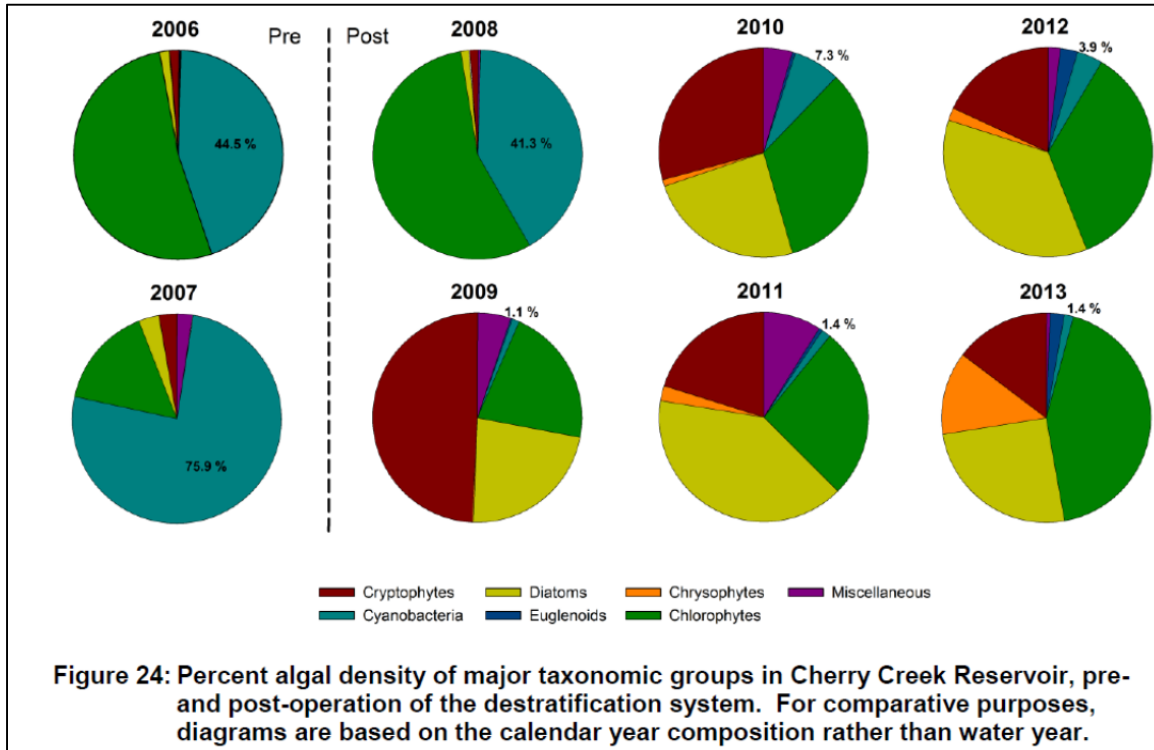 2006
Pre
Post
2008
2010
2012
44.5 %
41.3 %
7.3 %
3.9 %
2007
2009
2011
2013
75.9 %
1.1 %
1.4 %
1.4 %
Cryptophytes
Diatoms
Chrysophytes
Miscellaneous
Cyanobacteria
Euglenoids
Chlorophytes
Figure 24: Percent algal density of major taxonomic groups in Cherry Creek Reservoir, pre-
and post-operation of the destratification system. For comparative purposes,
diagrams are based on the calendar year composition rather than water year.